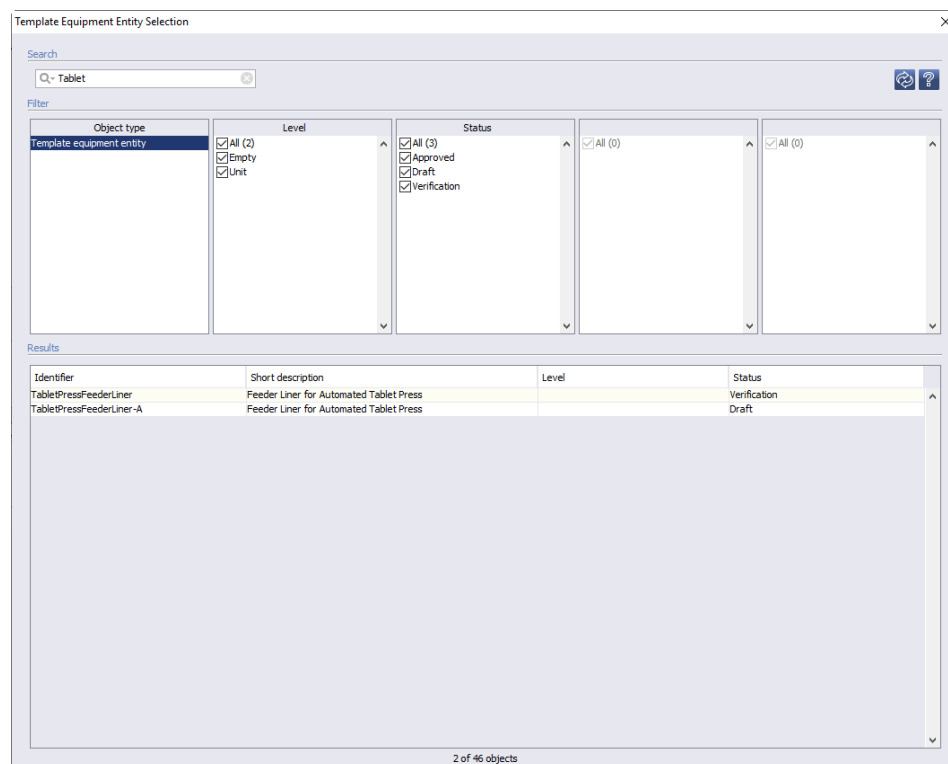 Template Equipment Entity Selection
Search
Tablet
Filter
Object type
Template equipment entity
Level
All (2)
Empty
Unit
Status
All (3)
Approved
Draft
Verification
All (0)
All (0)
Results
Identifier Short description Level Status
TabletPressFeederLiner Feeder Liner for Automated Tablet Press Verification
TabletPressFeederLiner-A Feeder Liner for Automated Tablet Press Draft
2 of 46 objects